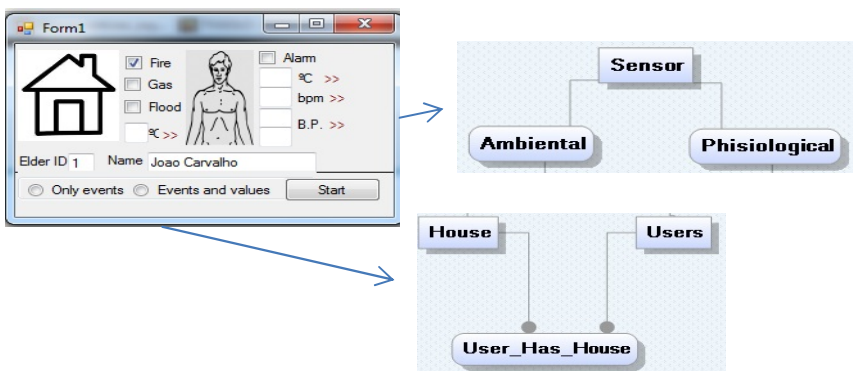 Form1
Fire
Gas
Flood
ºC >>
Alarm
ºC >>
bpm >>
B.P. >>
Elder ID 1 Name Joao Carvalho
Only events Events and values Start
Sensor
Ambiental Phisiological
House Users
User_Has_House